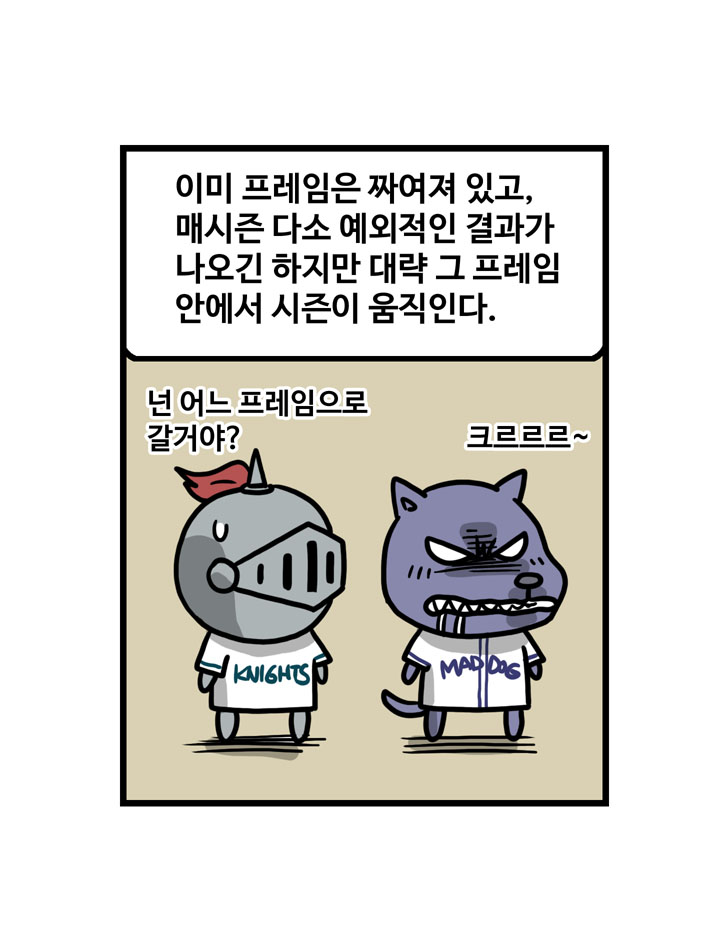 이미 프레임은 짜여져 있고,
매시즌 다소 예외적인 결과가
나오긴 하지만 대략 그 프레임
안에서 시즌이 움직인다.
넌 어느 프레임으로
갈거야?
크르르르~
KNIGHTS
MAD DOG